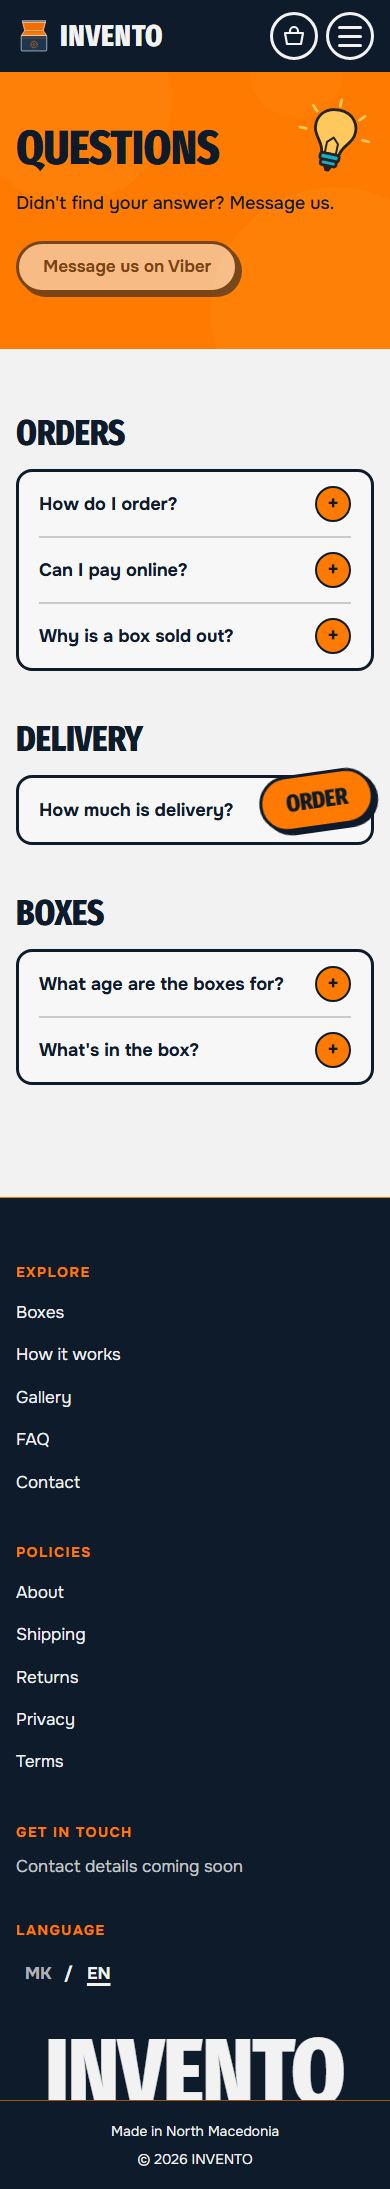 INVENTO
QUESTIONS
Didn't find your answer? Message us.
Message us on Viber
ORDERS
How do I order?
+
Can I pay online?
+
Why is a box sold out?
+
DELIVERY
How much is delivery?
ORDER
BOXES
What age are the boxes for?
+
What's in the box?
+
EXPLORE
Boxes
How it works
Gallery
FAQ
Contact
POLICIES
About
Shipping
Returns
Privacy
Terms
GET IN TOUCH
Contact details coming soon
LANGUAGE
MK / EN
INVENTO
Made in North Macedonia
© 2026 INVENTO